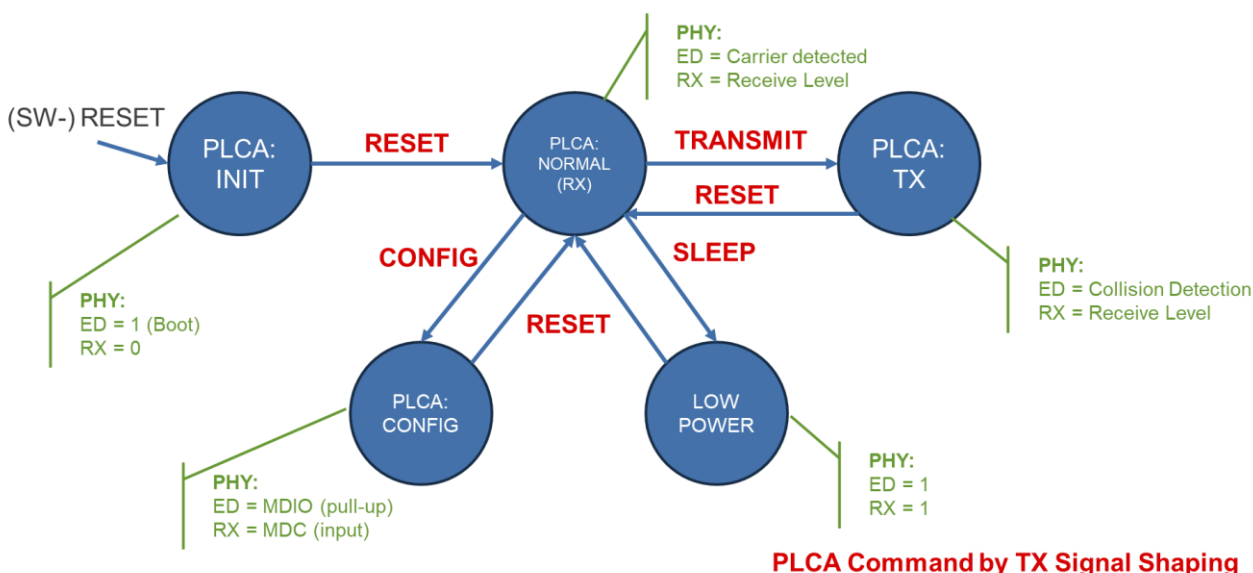 PHY:
ED = Carrier detected
RX = Receive Level
(SW-) RESET
PLCA:
INIT
RESET
PLCA:
NORMAL
(RX)
TRANSMIT
RESET
PLCA:
TX
CONFIG
SLEEP
PHY:
ED = Collision Detection
RX = Receive Level
PHY:
ED = 1 (Boot)
RX = 0
RESET
PLCA:
CONFIG
LOW
POWER
PHY:
ED = MDIO (pull-up)
RX = MDC (input)
PHY:
ED = 1
RX = 1
PLCA Command by TX Signal Shaping